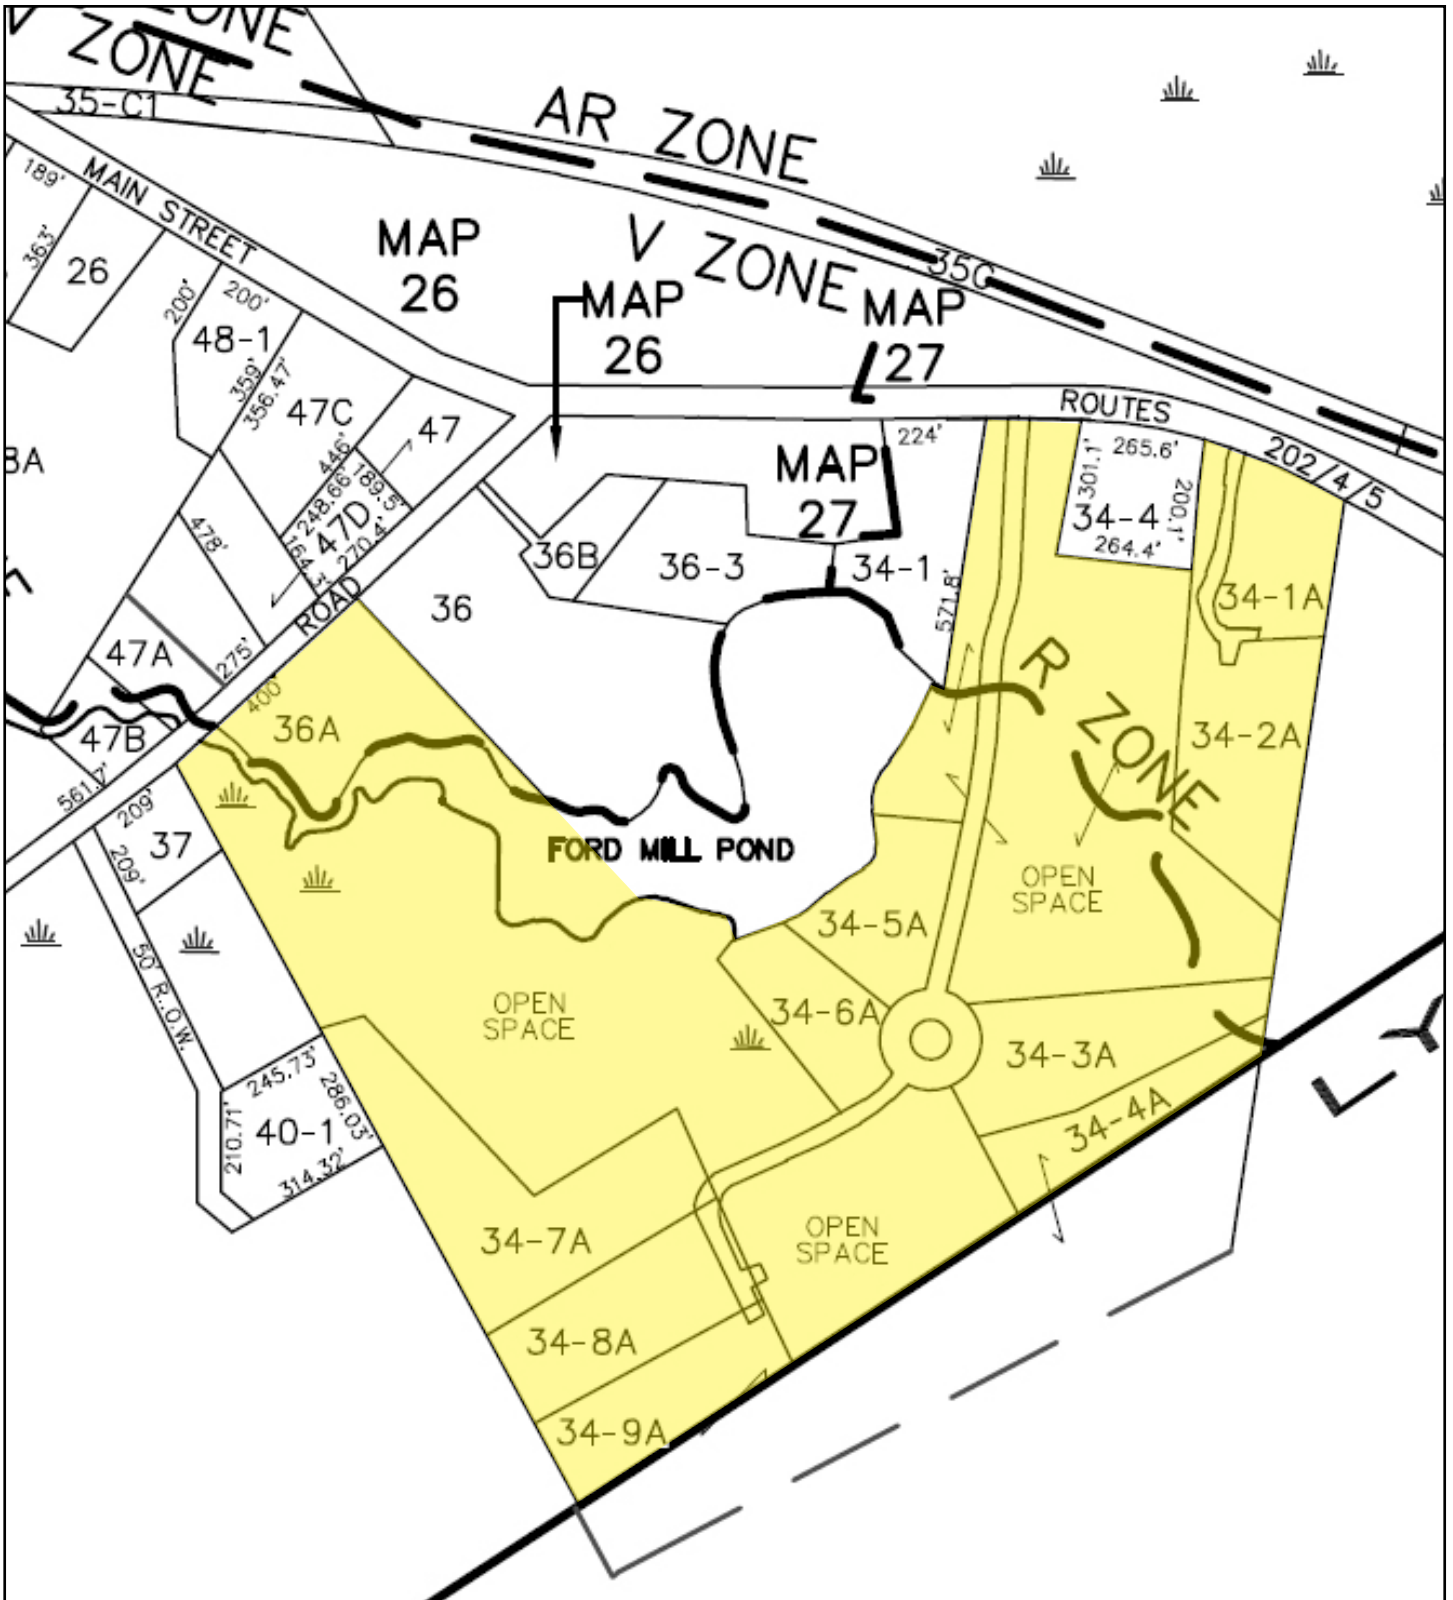 ZONE
V ZONE
35-C1
AR ZONE
MAIN STREET
189'
363'
26
MAP
26
V ZONE
35C
MAP
26
MAP
27
200'
200'
48-1
359'
356.47'
47C
47
446'
189.5'
248.66'
47D
164.3'
270.4'
ROUTES
202/4/5
224'
265.6'
301.1'
200.1'
34-4
264.4'
MAP
27
8A
478'
36B
36-3
34-1
571.8'
34-1A
36
ROAD
47A
275'
400'
36A
47B
561.7'
R ZONE
34-2A
209'
37
209'
FORD MILL POND
OPEN
SPACE
34-5A
50' R.O.W.
OPEN
SPACE
34-6A
34-3A
245.73'
286.03'
210.71'
40-1
314.32'
34-4A
34-7A
OPEN
SPACE
34-8A
34-9A